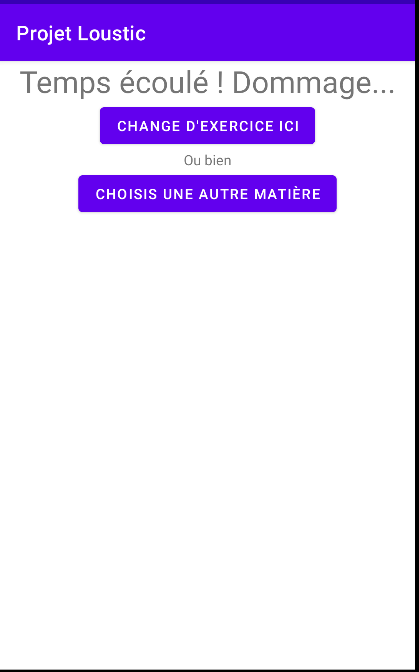 Projet Loustic
Temps écoulé ! Dommage...
CHANGE D'EXERCICE ICI
Ou bien
CHOISIS UNE AUTRE MATIÈRE